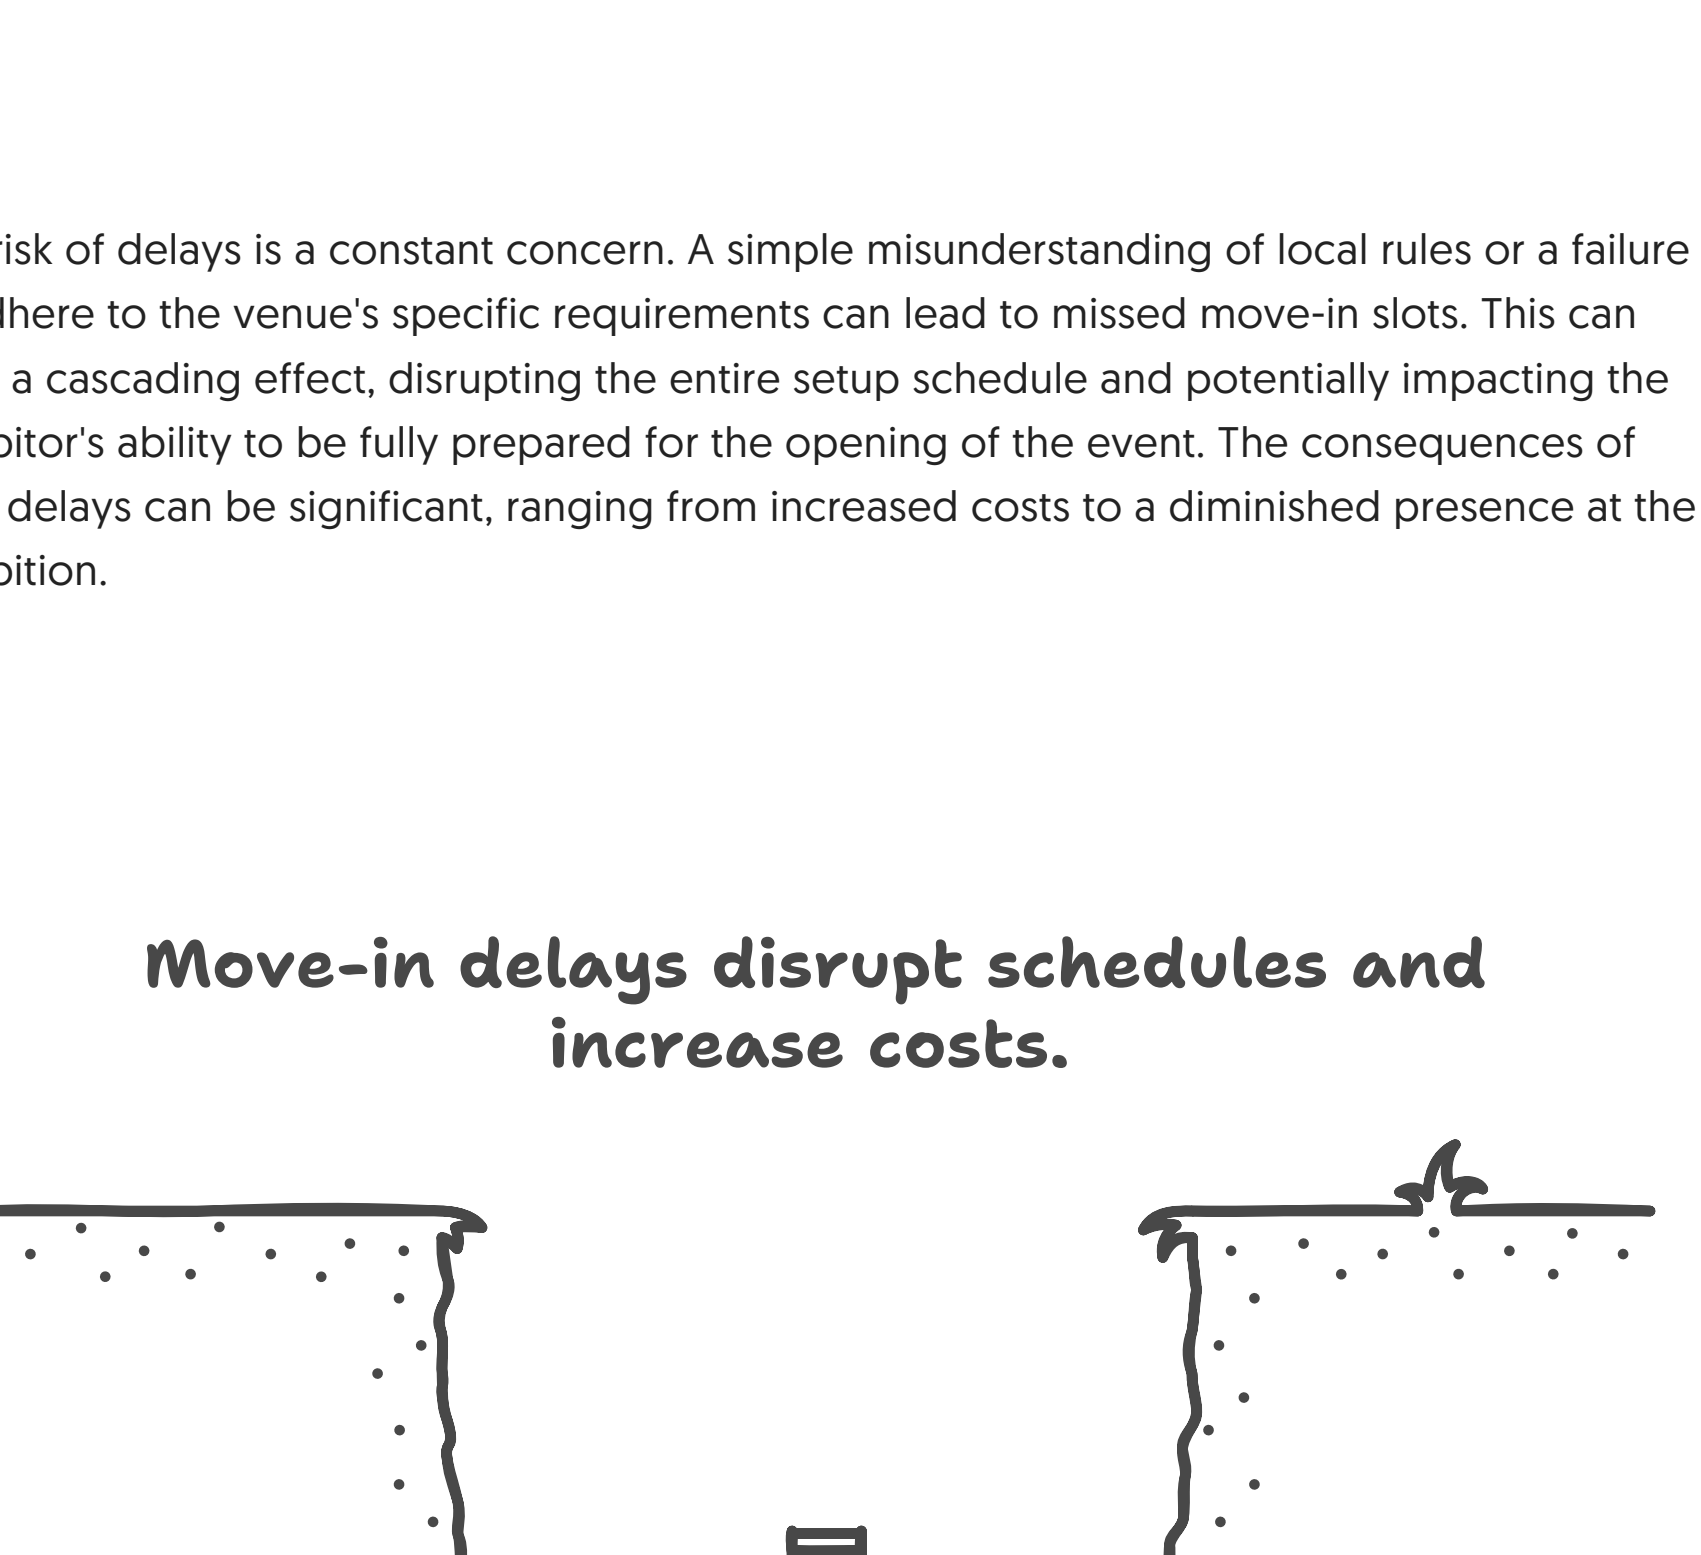 risk of delays is a constant concern. A simple misunderstanding of local rules or a failure
here to the venue's specific requirements can lead to missed move-in slots. This can
a cascading effect, disrupting the entire setup schedule and potentially impacting the
bitor's ability to be fully prepared for the opening of the event. The consequences of
delays can be significant, ranging from increased costs to a diminished presence at the
bition.
Move-in delays disrupt schedules and
increase costs.